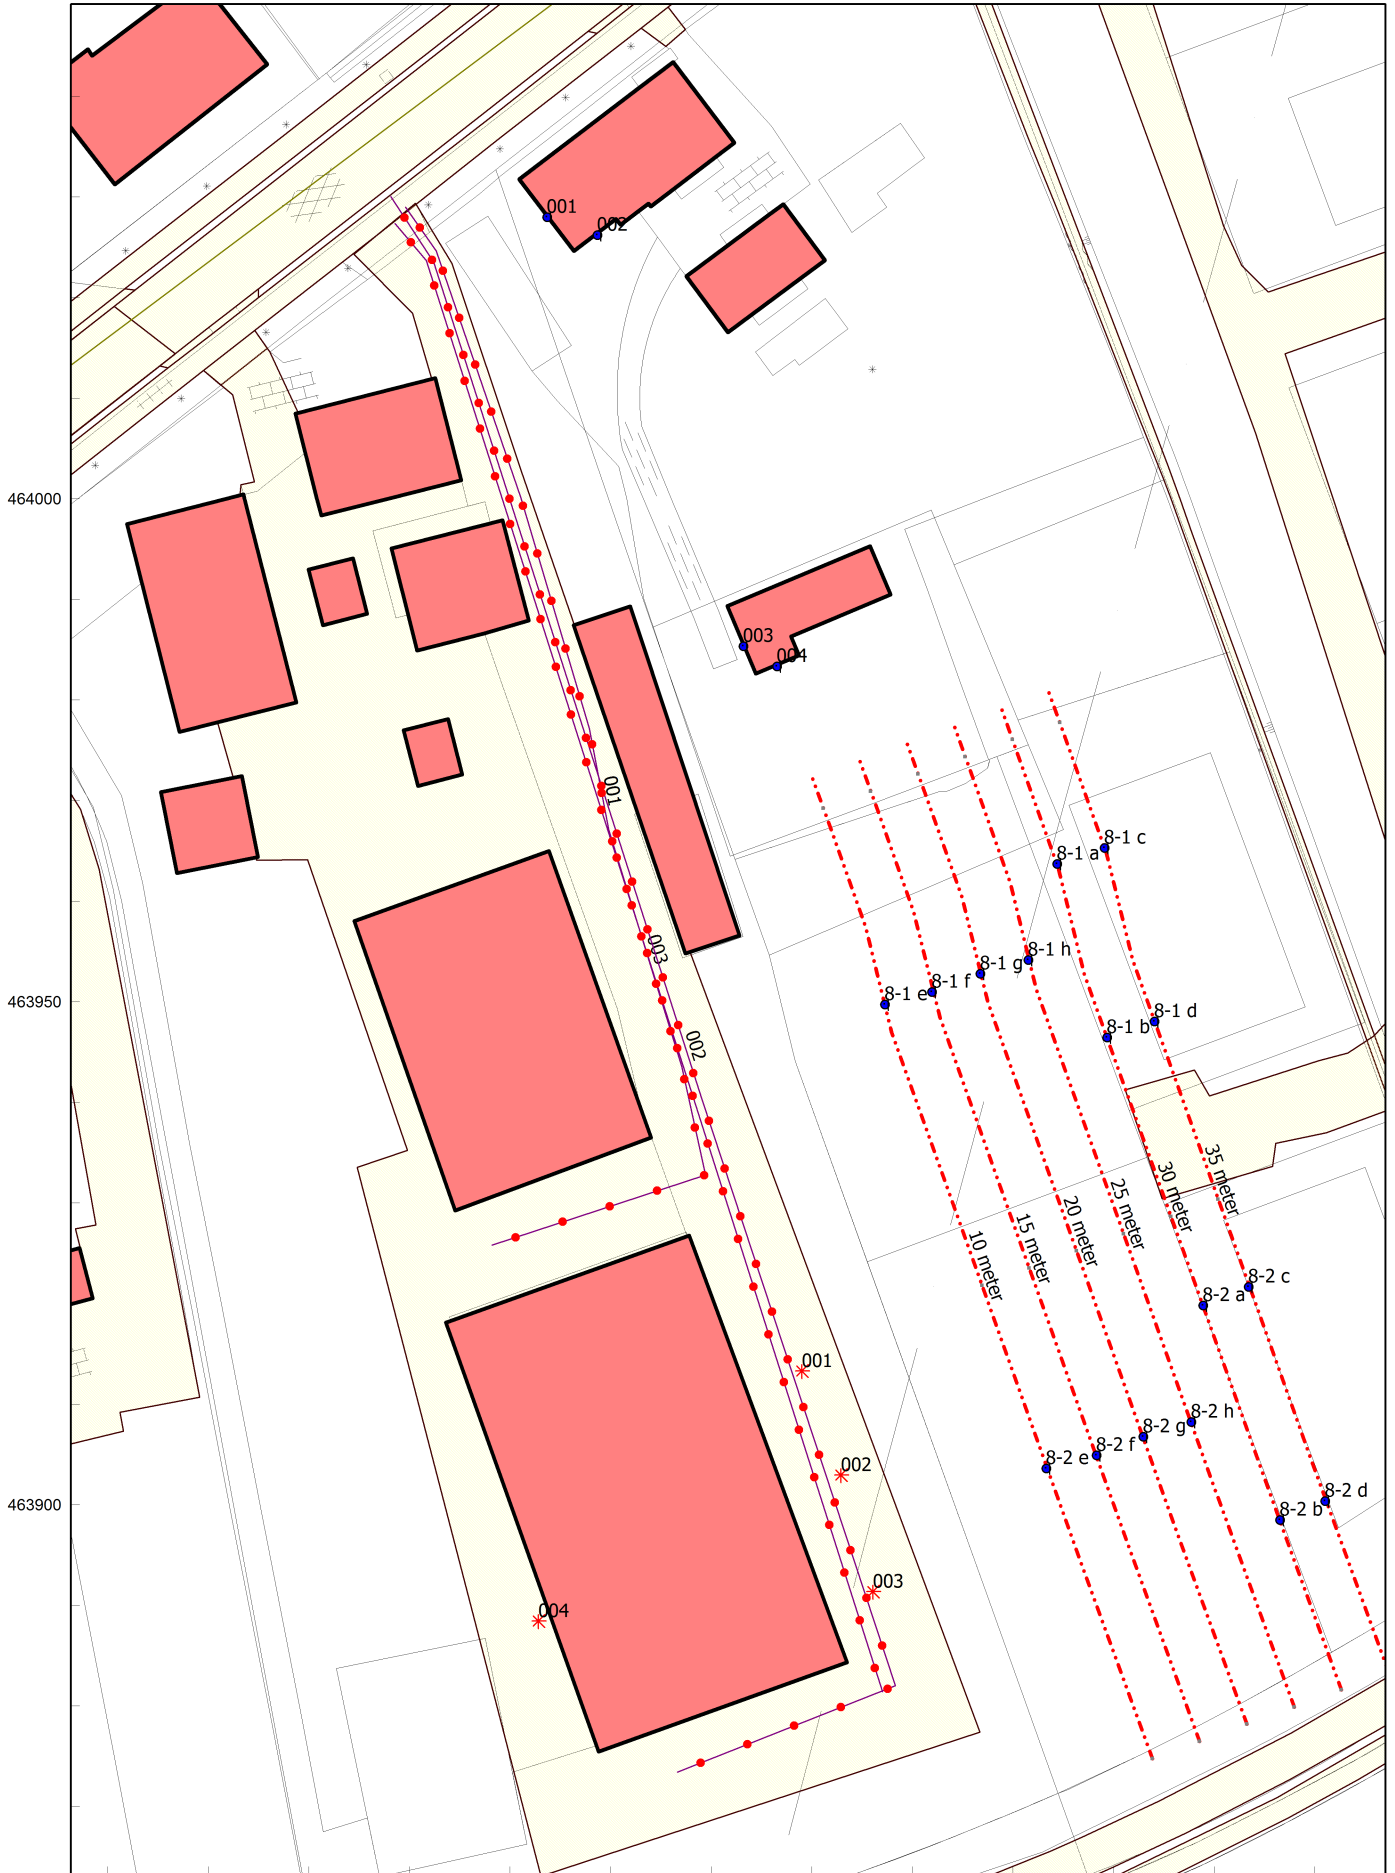 001
002
464000
003
004
001
8-1 c
8-1 a
003
8-1 h
8-1 g
8-1 f
8-1 e
463950
8-1 d
8-1 b
002
35 meter
30 meter
25 meter
20 meter
15 meter
10 meter
8-2 c
8-2 a
001
8-2 h
8-2 g
8-2 f
8-2 e
002
8-2 d
8-2 b
463900
003
004